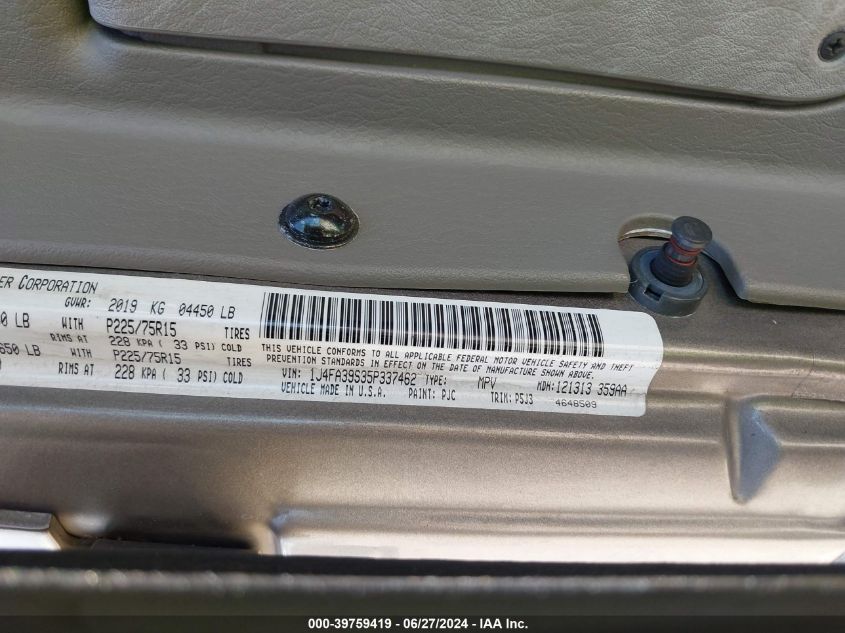 ER CORPORATION
GVWR: 2019 KG 04450 LB
0 LB WITH P225/75R15 TIRES
RIMS AT 228 KPA ( 33 PSI) COLD
650 LB WITH P225/75R15 TIRES
RIMS AT 228 KPA ( 33 PSI) COLD
THIS VEHICLE CONFORMS TO ALL APPLICABLE FEDERAL MOTOR VEHICLE SAFETY AND THEFT
PREVENTION STANDARDS IN EFFECT ON THE DATE OF MANUFACTURE SHOWN ABOVE.
VIN: 1J4FA39S35P337462 TYPE: MPV MDH: 121313 359AA
VEHICLE MADE IN U.S.A. PAINT: PJC TRIM: P5J3 4648503
000-39759419 - 06/27/2024 - IAA Inc.